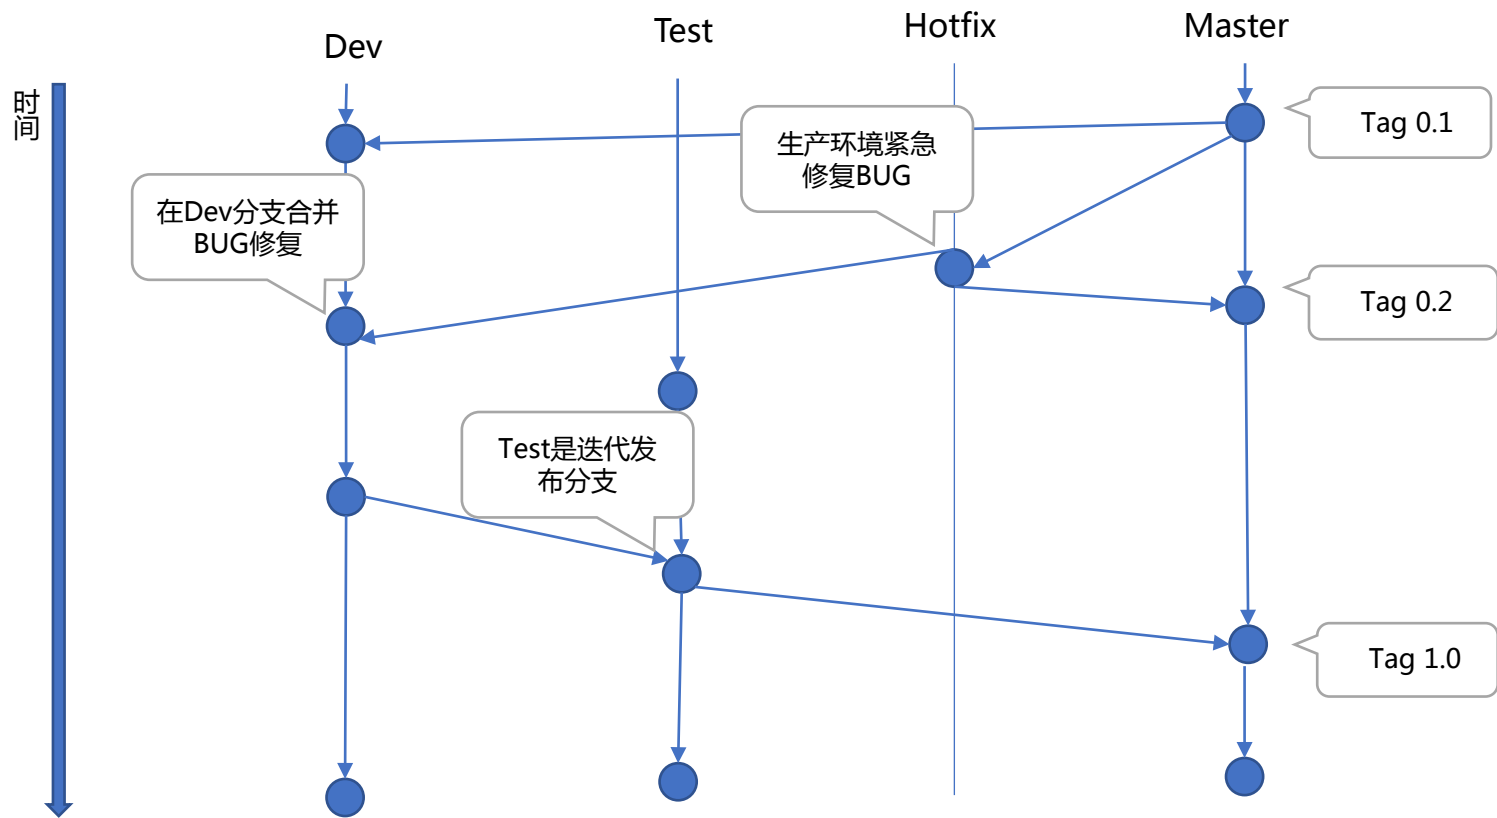 Dev
Test
Hotfix
Master
时间
Tag 0.1
生产环境紧急
修复BUG
在Dev分支合并
BUG修复
Tag 0.2
Test是迭代发
布分支
Tag 1.0